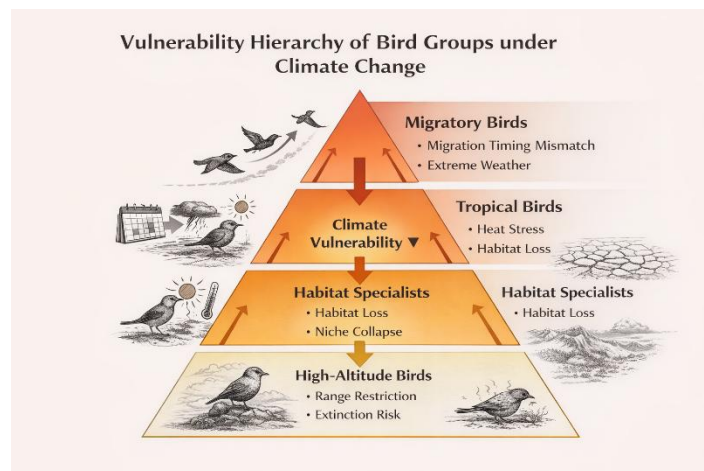 Vulnerability Hierarchy of Bird Groups under
Climate Change
Migratory Birds
• Migration Timing Mismatch
• Extreme Weather
Climate
Vulnerability ▼
Tropical Birds
• Heat Stress
• Habitat Loss
Habitat Specialists
• Habitat Loss
• Niche Collapse
Habitat Specialists
• Habitat Loss
High-Altitude Birds
• Range Restriction
• Extinction Risk